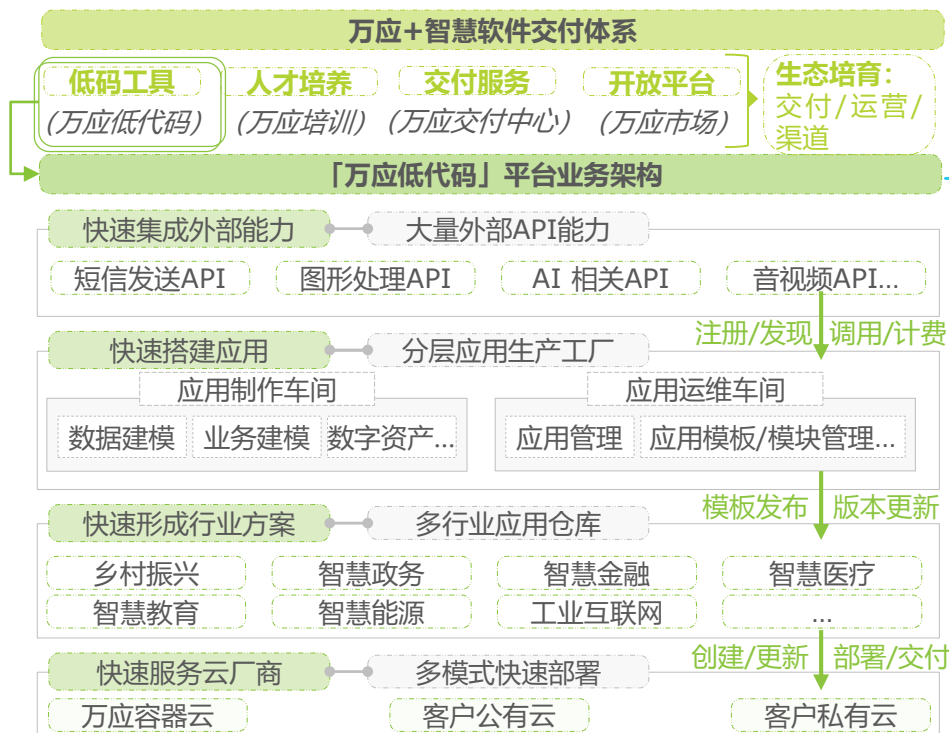 万应+智慧软件交付体系
低码工具 人才培养 交付服务 开放平台 生态培育：
(万应低代码) (万应培训) (万应交付中心) (万应市场) 交付/运营/
渠道
「万应低代码」平台业务架构
快速集成外部能力 大量外部API能力
短信发送API 图形处理API AI 相关API 音视频API...
注册/发现 调用/计费
快速搭建应用 分层应用生产工厂
应用制作车间 应用运维车间
数据建模 业务建模 数字资产... 应用管理 应用模板/模块管理...
模板发布 版本更新
快速形成行业方案 多行业应用仓库
乡村振兴 智慧政务 智慧金融 智慧医疗
智慧教育 智慧能源 工业互联网 ...
创建/更新 部署/交付
快速服务云厂商 多模式快速部署
万应容器云 客户公有云 客户私有云